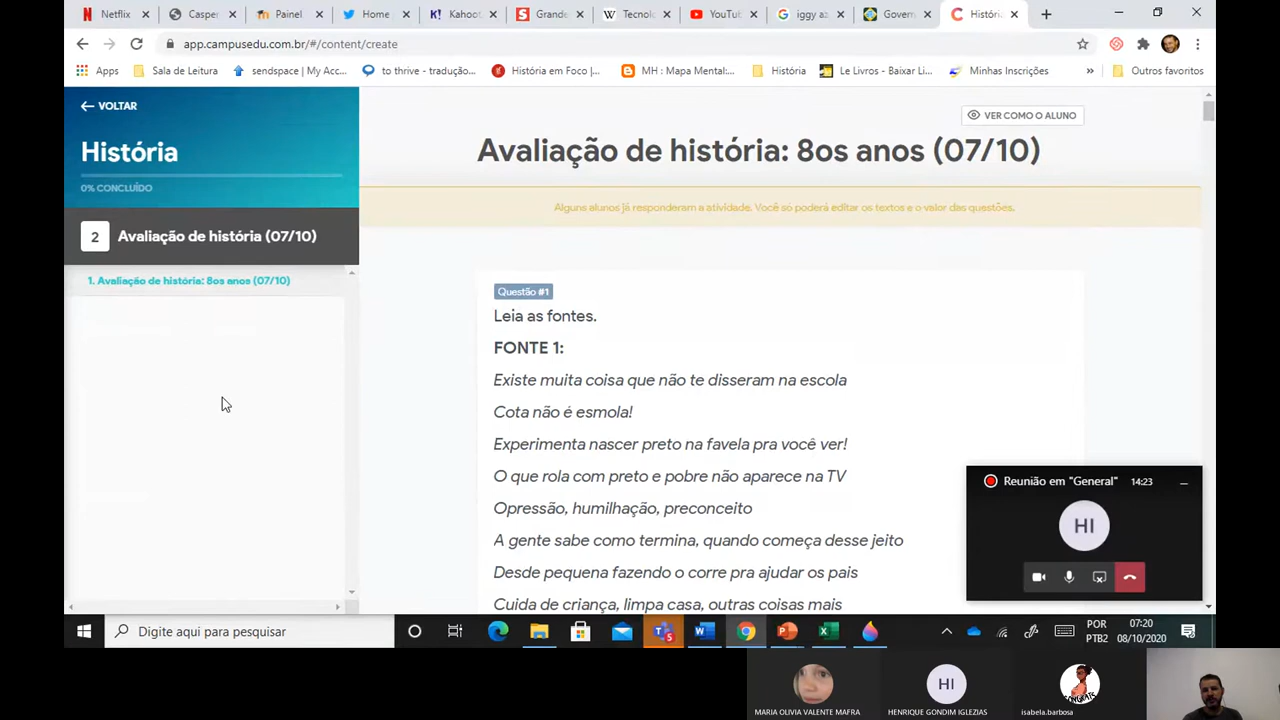 Netflix
Casper
Painel
Home
Kahoot
Grande
Tecnolo
YouTub
iggy az
Govern
Históri
app.campusedu.com.br/#/content/create
Apps
Sala de Leitura
sendspace | My Acc...
to thrive - tradução...
História em Foco |...
MH : Mapa Mental:...
História
Le Livros - Baixar Li...
Minhas Inscrições
»
Outros favoritos
VOLTAR
História
0% CONCLUÍDO
2
Avaliação de história (07/10)
1. Avaliação de história: 8os anos (07/10)
VER COMO O ALUNO
Avaliação de história: 8os anos (07/10)
Alguns alunos já responderam a atividade. Você só poderá editar os textos e o valor das questões.
Questão #1
Leia as fontes.
FONTE 1:
Existe muita coisa que não te disseram na escola
Cota não é esmola!
Experimenta nascer preto na favela pra você ver!
O que rola com preto e pobre não aparece na TV
Opressão, humilhação, preconceito
A gente sabe como termina, quando começa desse jeito
Desde pequena fazendo o corre pra ajudar os pais
Cuida de criança, limpa casa, outras coisas mais
Reunião em "General"
14:23
HI
Digite aqui para pesquisar
POR
PTB2
07:20
08/10/2020
HI
MARIA OLIVIA VALENTE MAFRA
HENRIQUE GONDIM IGLEZIAS
isabela.barbosa